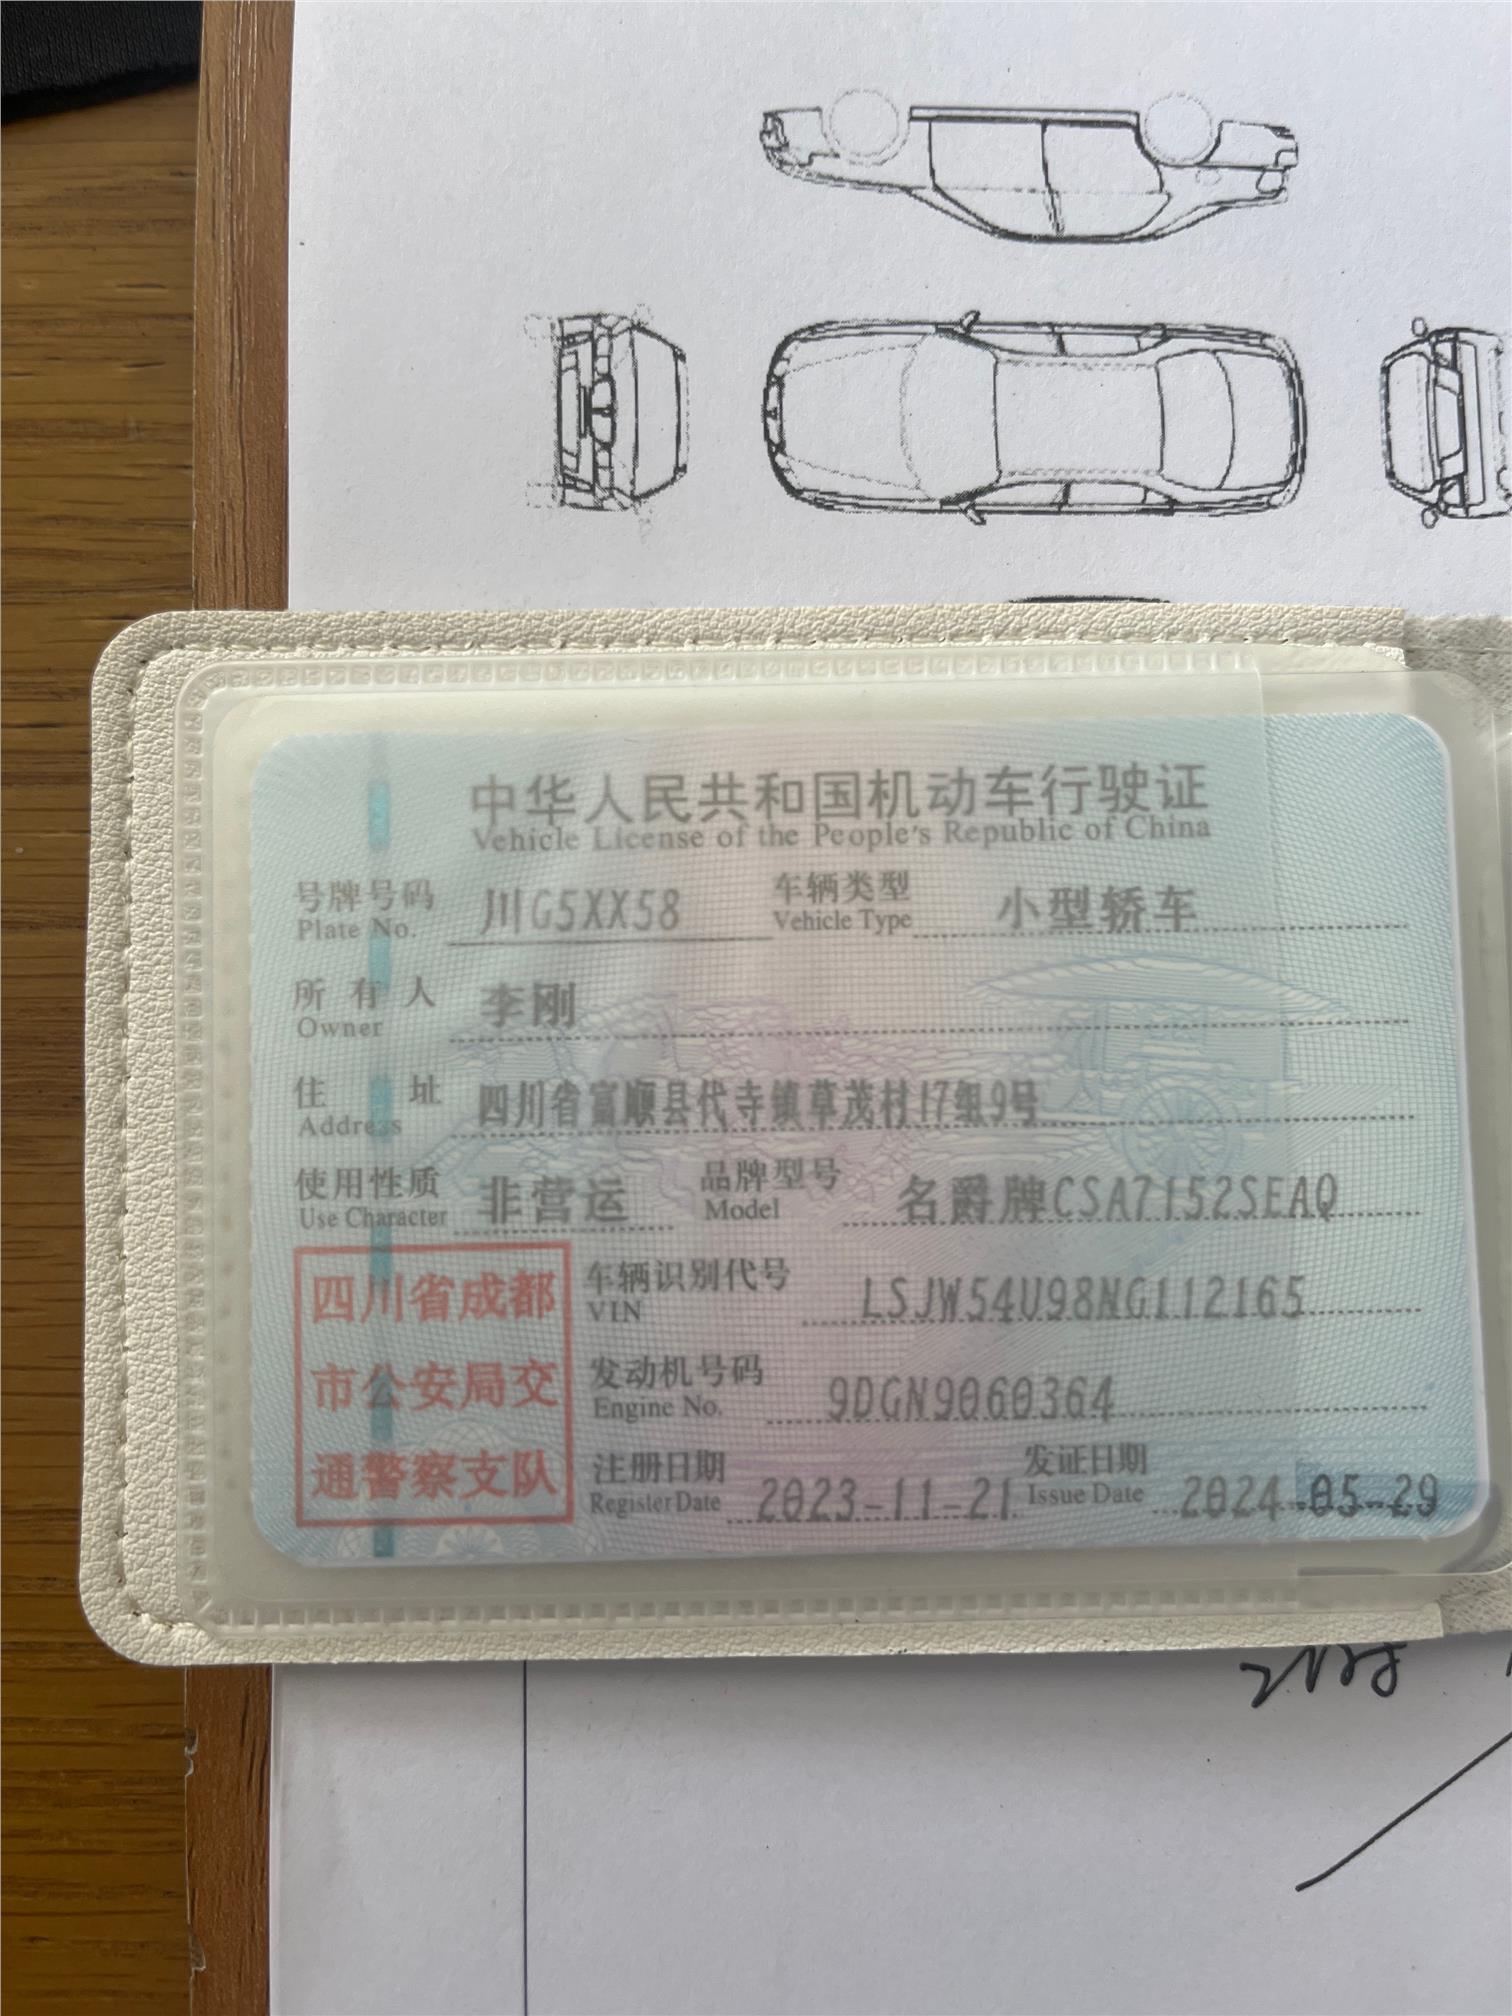 中华人民共和国机动车行驶证
Vehicle License of the People's Republic of China
号牌号码 川G5XX58 车辆类型 小型轿车
Plate No. Vehicle Type
所有人 李刚
Owner
住址 四川省富顺县代寺镇草茂村17组9号
Address
使用性质 非营运 品牌型号 名爵牌CSA7152SEAQ
Use Character Model
四川省成都
市公安局交
通警察支队
车辆识别代号 LSJW54U98NG112165
VIN
发动机号码 9DGN9060364
Engine No.
注册日期 2023-11-21 发证日期 2024-05-29
Register Date Issue Date